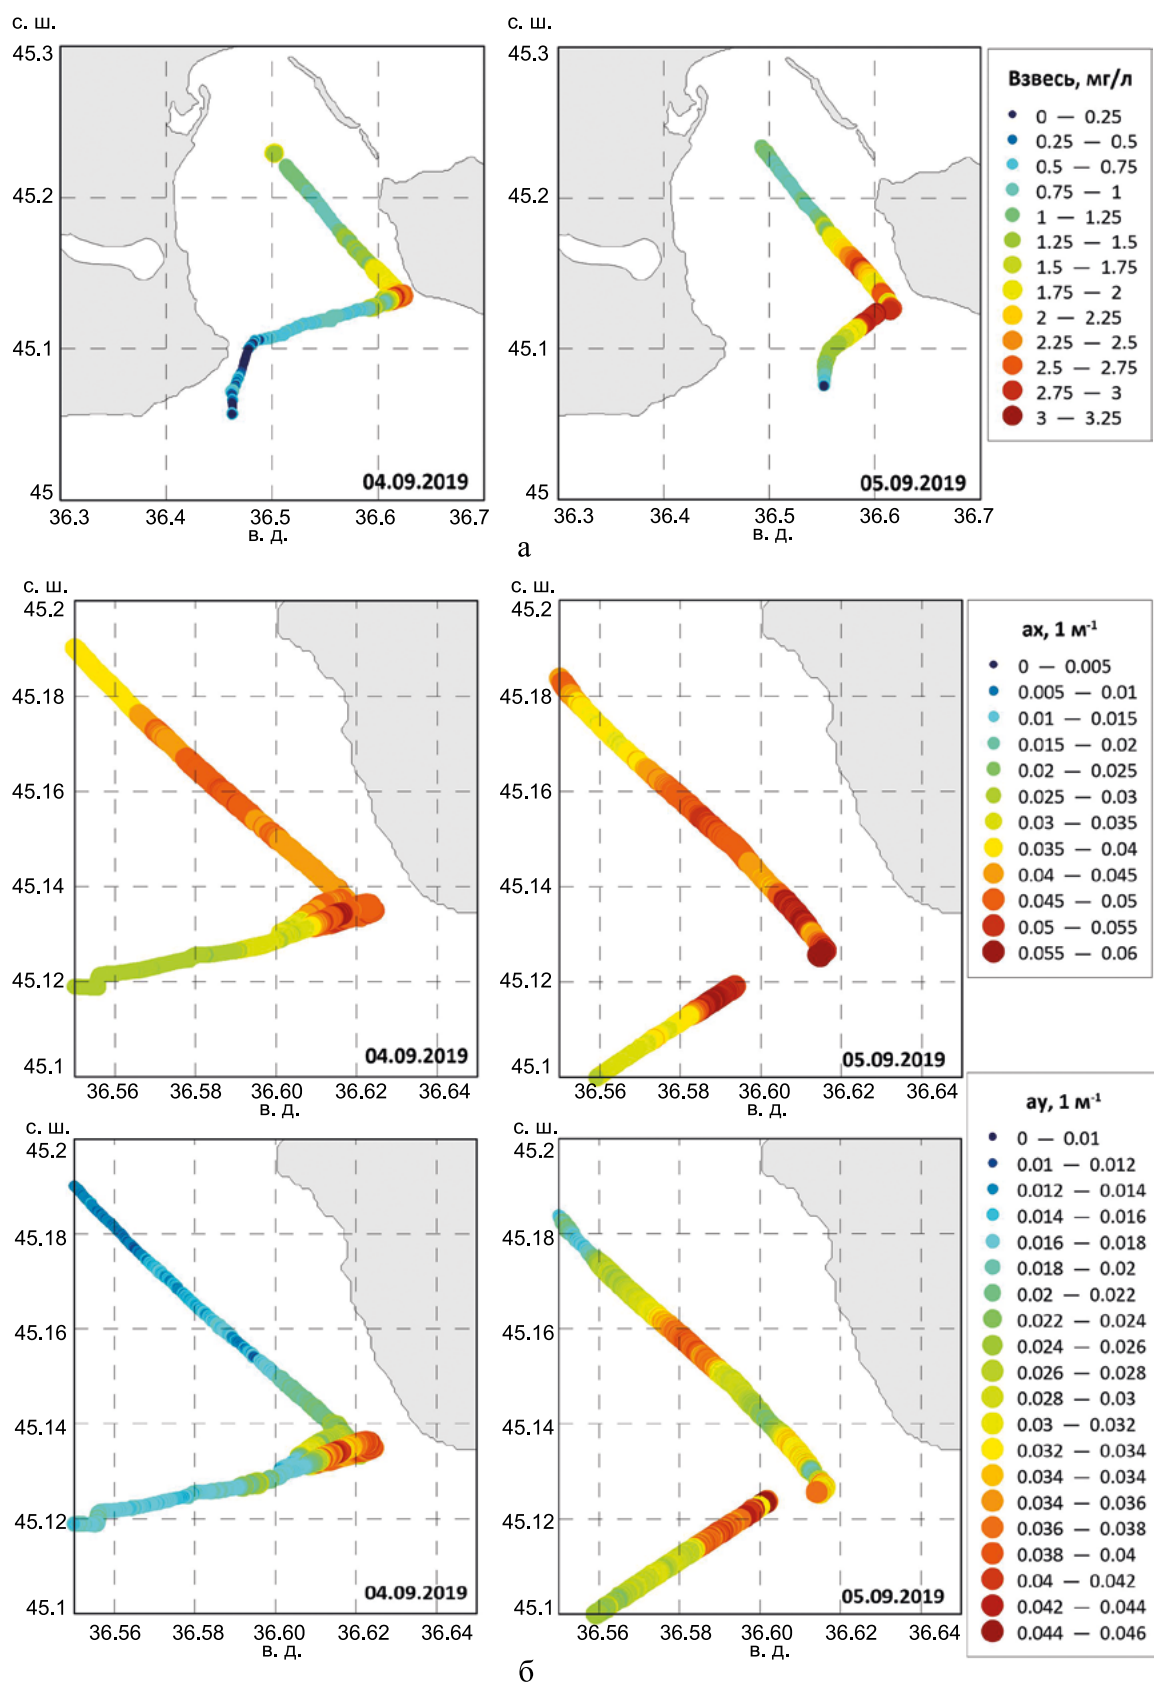 с. ш.
с. ш.
45.3
45.2
45.1
45
36.3
36.4
36.5
36.6
36.7
в. д.
04.09.2019
45.3
45.2
45.1
45
36.3
36.4
36.5
36.6
36.7
в. д.
05.09.2019
Взвесь, мг/л
0 — 0.25
0.25 — 0.5
0.5 — 0.75
0.75 — 1
1 — 1.25
1.25 — 1.5
1.5 — 1.75
1.75 — 2
2 — 2.25
2.25 — 2.5
2.5 — 2.75
2.75 — 3
3 — 3.25
а
с. ш.
с. ш.
45.2
45.18
45.16
45.14
45.12
45.1
36.56
36.58
36.60
36.62
36.64
в. д.
04.09.2019
45.2
45.18
45.16
45.14
45.12
45.1
36.56
36.58
36.60
36.62
36.64
в. д.
05.09.2019
ax, 1 м⁻¹
0 — 0.005
0.005 — 0.01
0.01 — 0.015
0.015 — 0.02
0.02 — 0.025
0.025 — 0.03
0.03 — 0.035
0.035 — 0.04
0.04 — 0.045
0.045 — 0.05
0.05 — 0.055
0.055 — 0.06
с. ш.
с. ш.
45.2
45.18
45.16
45.14
45.12
45.1
36.56
36.58
36.60
36.62
36.64
в. д.
04.09.2019
45.2
45.18
45.16
45.14
45.12
45.1
36.56
36.58
36.60
36.62
36.64
в. д.
05.09.2019
ay, 1 м⁻¹
0 — 0.01
0.01 — 0.012
0.012 — 0.014
0.014 — 0.016
0.016 — 0.018
0.018 — 0.02
0.02 — 0.022
0.022 — 0.024
0.024 — 0.026
0.026 — 0.028
0.028 — 0.03
0.03 — 0.032
0.032 — 0.034
0.034 — 0.034
0.034 — 0.036
0.036 — 0.038
0.038 — 0.04
0.04 — 0.042
0.042 — 0.044
0.044 — 0.046
б